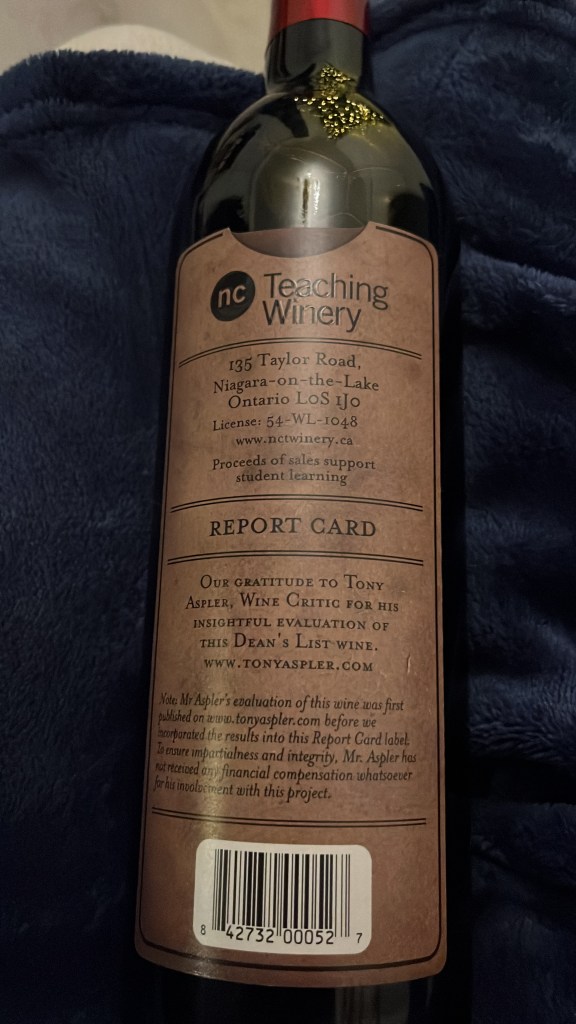 nc Teaching
Winery
135 Taylor Road,
Niagara-on-the-Lake
Ontario L0S 1J0
License: 54-WL-1048
www.nctwinery.ca
Proceeds of sales support
student learning
REPORT CARD
OUR GRATITUDE TO TONY
ASPLER, WINE CRITIC FOR HIS
INSIGHTFUL EVALUATION OF
THIS DEAN'S LIST WINE.
WWW.TONYASPLER.COM
Note: Mr Aspler's evaluation of this wine was first
published on www.tonyaspler.com before we
incorporated the results into this Report Card label.
To ensure impartialness and integrity, Mr. Aspler has
not received any financial compensation whatsoever
for his involvement with this project.
8 42732 00052 7